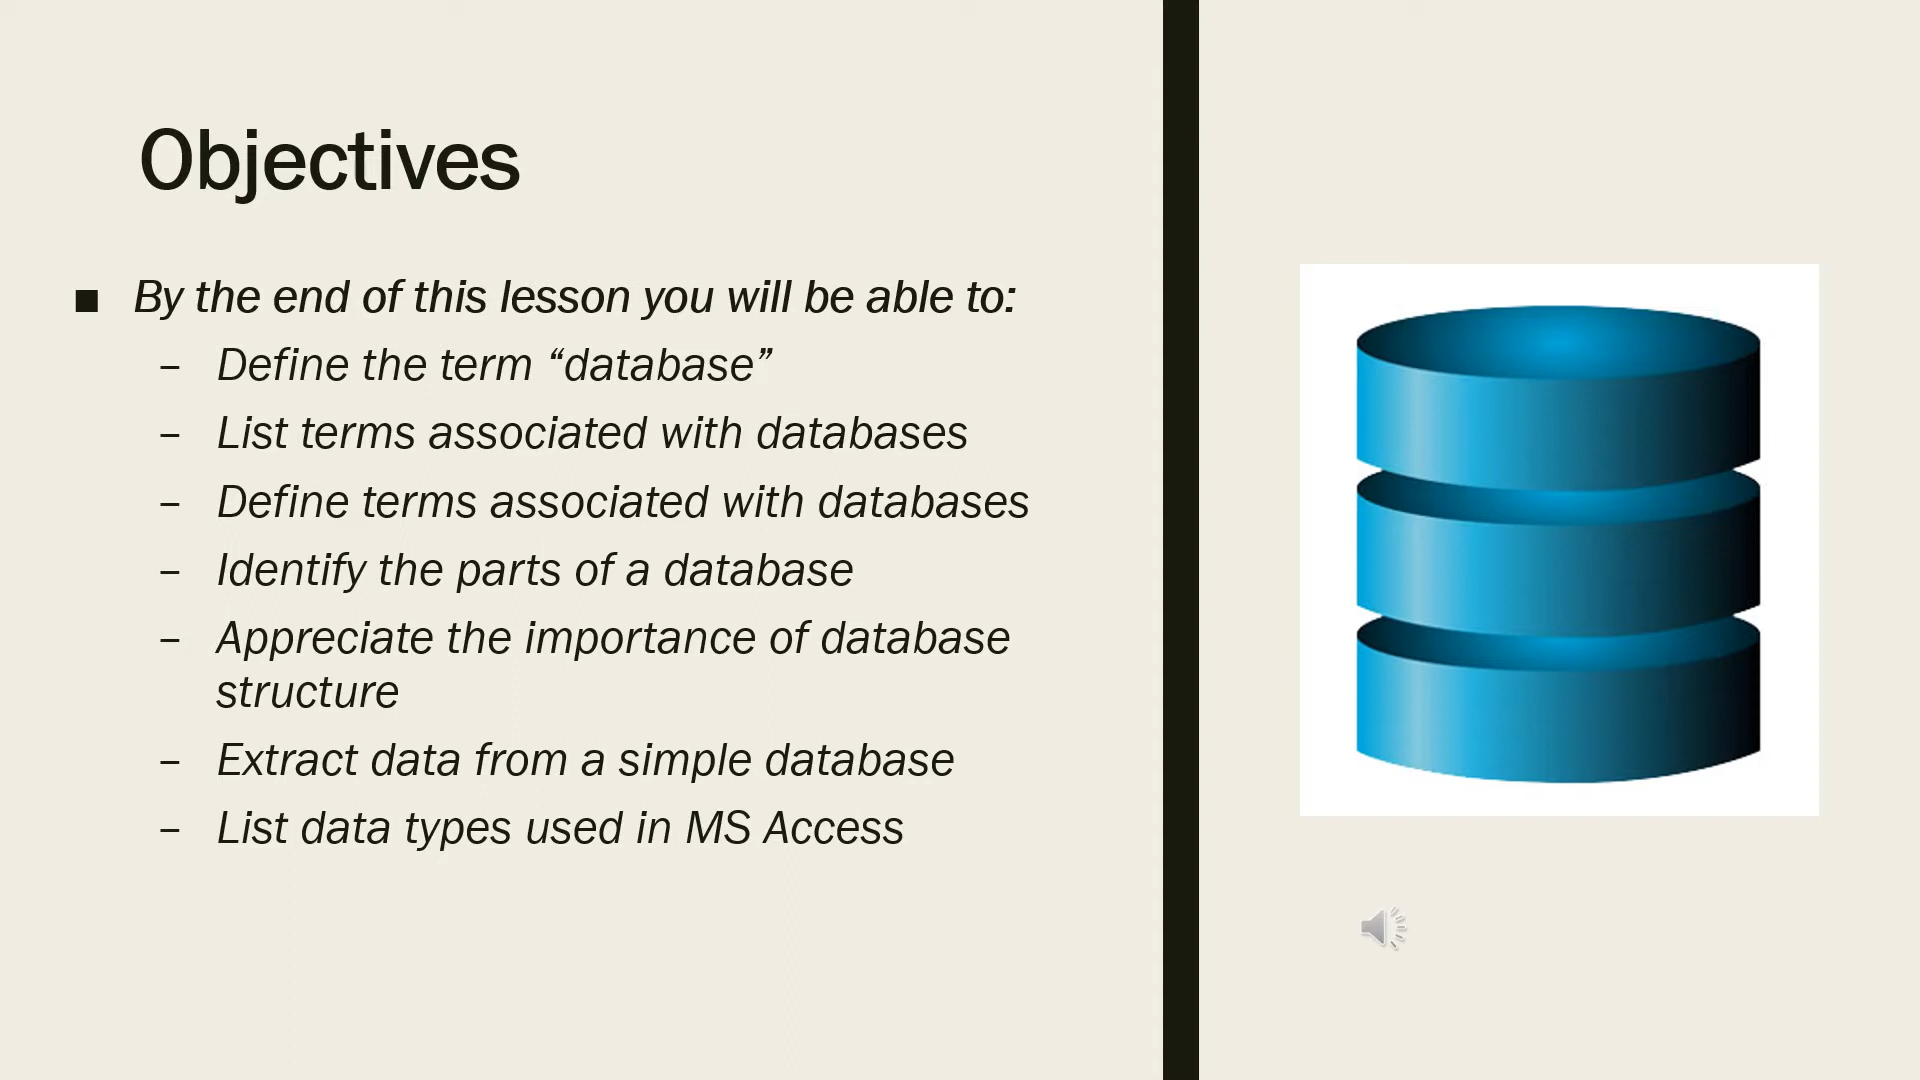 Objectives
■ By the end of this lesson you will be able to:
– Define the term “database”
– List terms associated with databases
– Define terms associated with databases
– Identify the parts of a database
– Appreciate the importance of database
structure
– Extract data from a simple database
– List data types used in MS Access